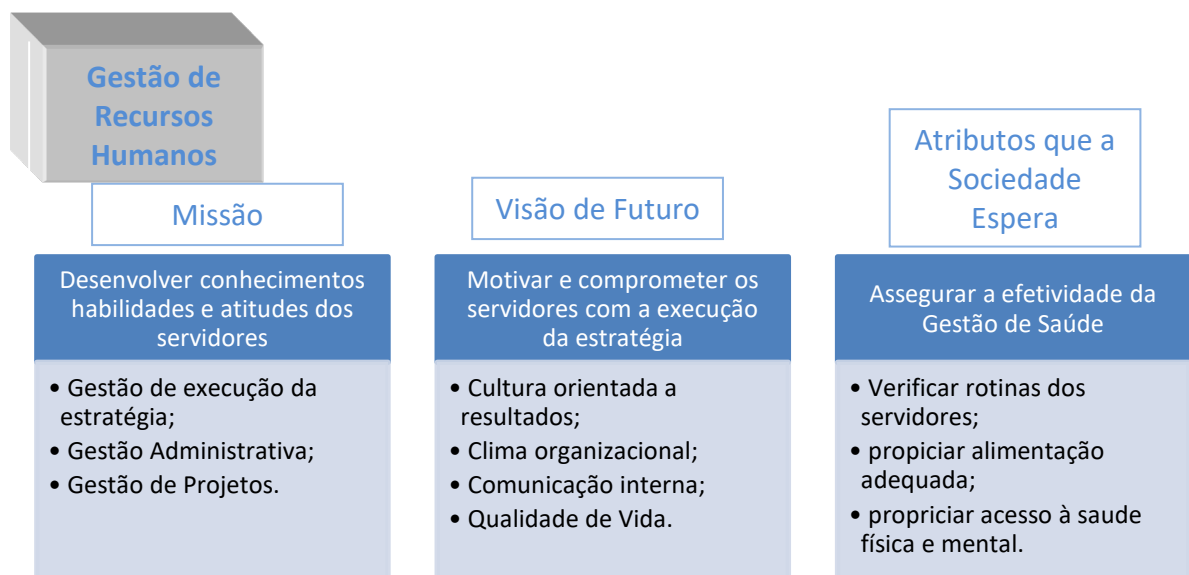 Gestão de
Recursos
Humanos
Missão
Desenvolver conhecimentos
habilidades e atitudes dos
servidores
• Gestão de execução da
estratégia;
• Gestão Administrativa;
• Gestão de Projetos.
Visão de Futuro
Motivar e comprometer os
servidores com a execução
da estratégia
• Cultura orientada a
resultados;
• Clima organizacional;
• Comunicação interna;
• Qualidade de Vida.
Atributos que a
Sociedade
Espera
Assegurar a efetividade da
Gestão de Saúde
• Verificar rotinas dos
servidores;
• propiciar alimentação
adequada;
• propriciar acesso à saude
física e mental.